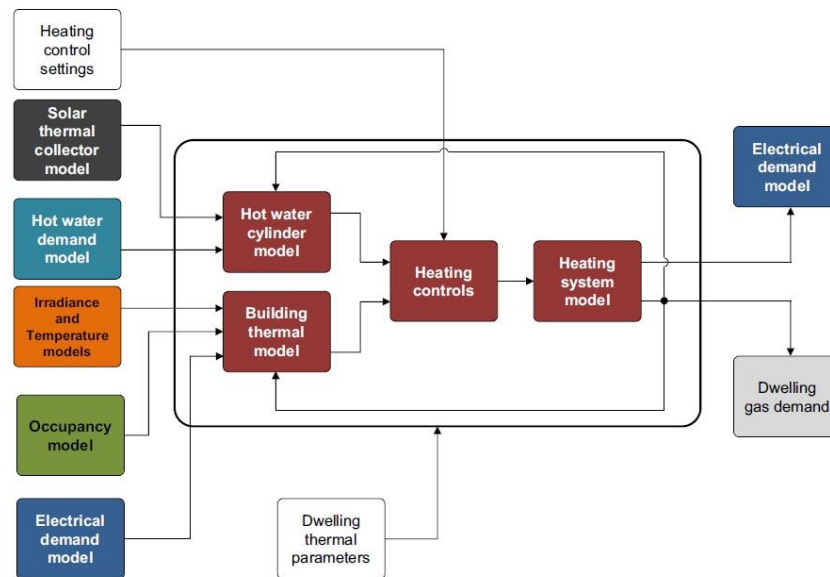 Heating
control
settings
Solar
thermal
collector
model
Hot water
demand
model
Irradiance
and
Temperature
models
Occupancy
model
Electrical
demand
model
Hot water
cylinder
model
Building
thermal
model
Heating
controls
Heating
system
model
Dwelling
thermal
parameters
Electrical
demand
model
Dwelling
gas demand